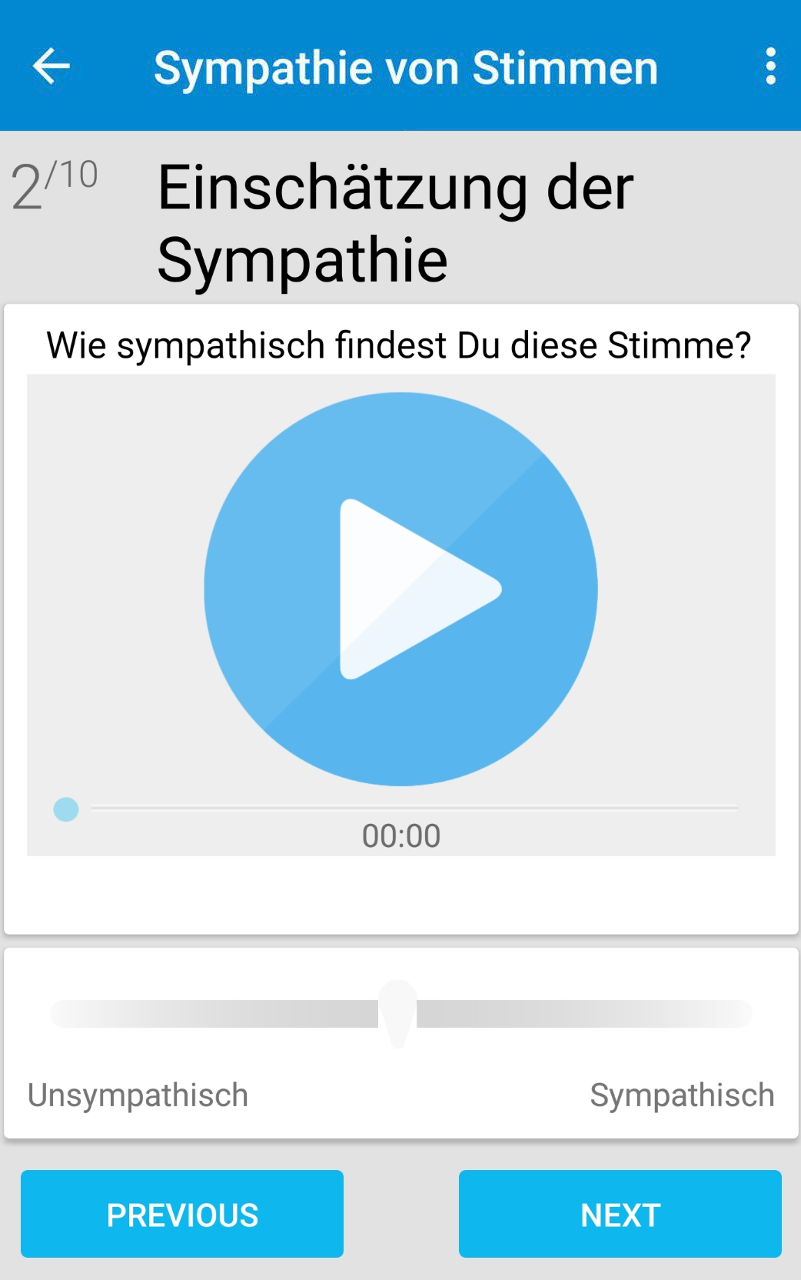 Sympathie von Stimmen
2/10
Einschätzung der
Sympathie
Wie sympathisch findest Du diese Stimme?
00:00
Unsympathisch
Sympathisch
PREVIOUS
NEXT